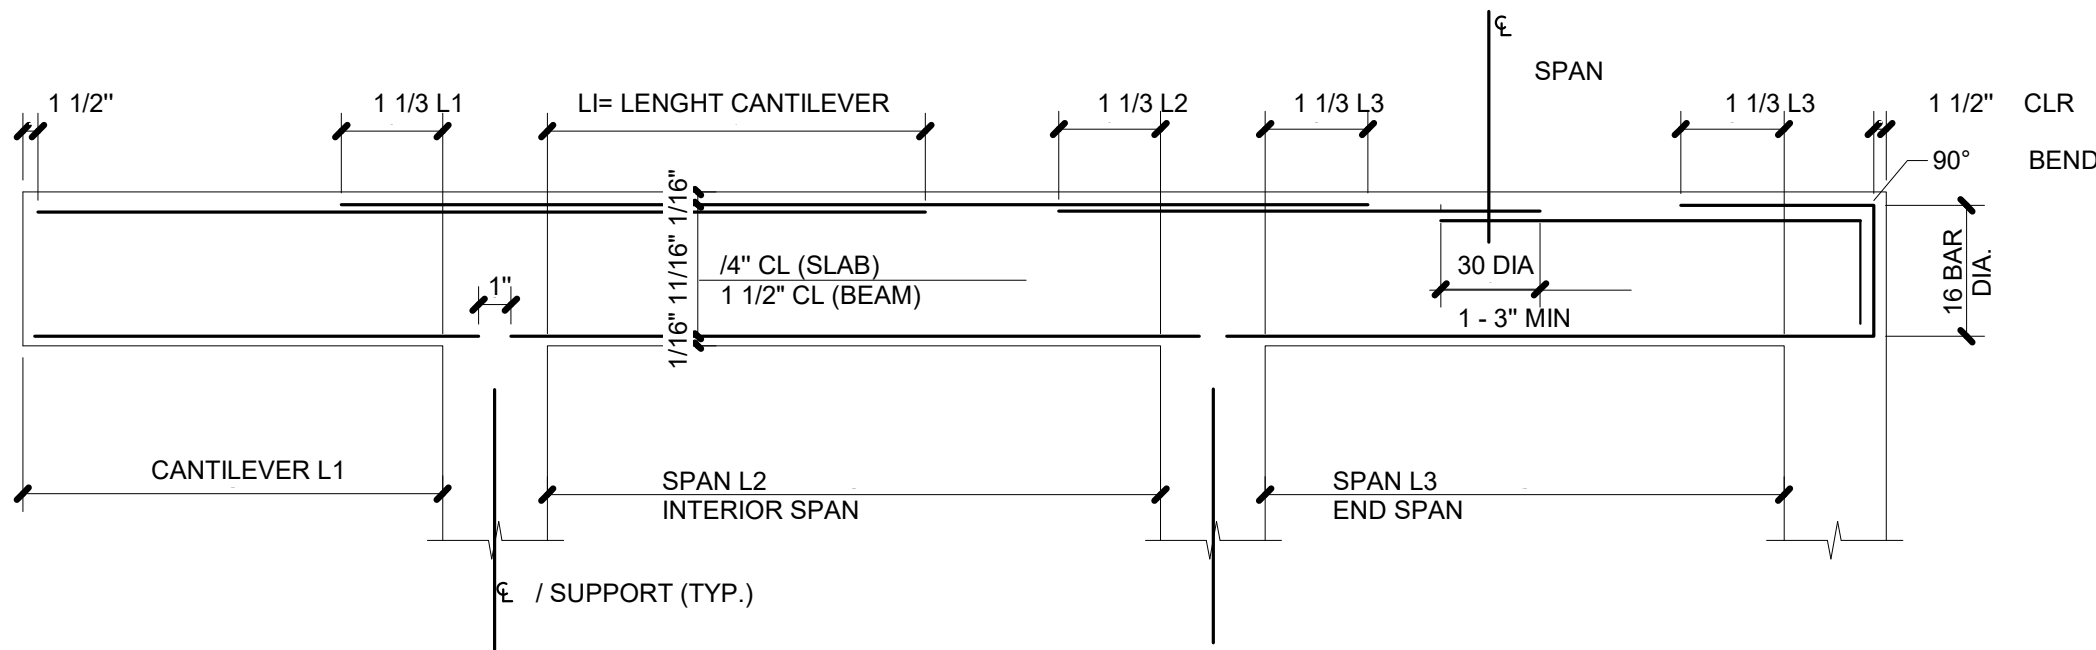 ℄
SPAN
1 1/2" 1 1/3 L1 LI= LENGHT CANTILEVER 1 1/3 L2 1 1/3 L3 1 1/3 L3 1 1/2" CLR
90° BEND
1/16"
11/16"
1/16"
/4" CL (SLAB)
1 1/2" CL (BEAM)
1"
30 DIA
1 - 3" MIN
16 BAR
DIA.
CANTILEVER L1
SPAN L2
INTERIOR SPAN
SPAN L3
END SPAN
℄ / SUPPORT (TYP.)